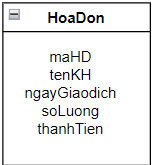 HoaDon
maHD
tenKH
ngayGiaodich
soLuong
thanhTien